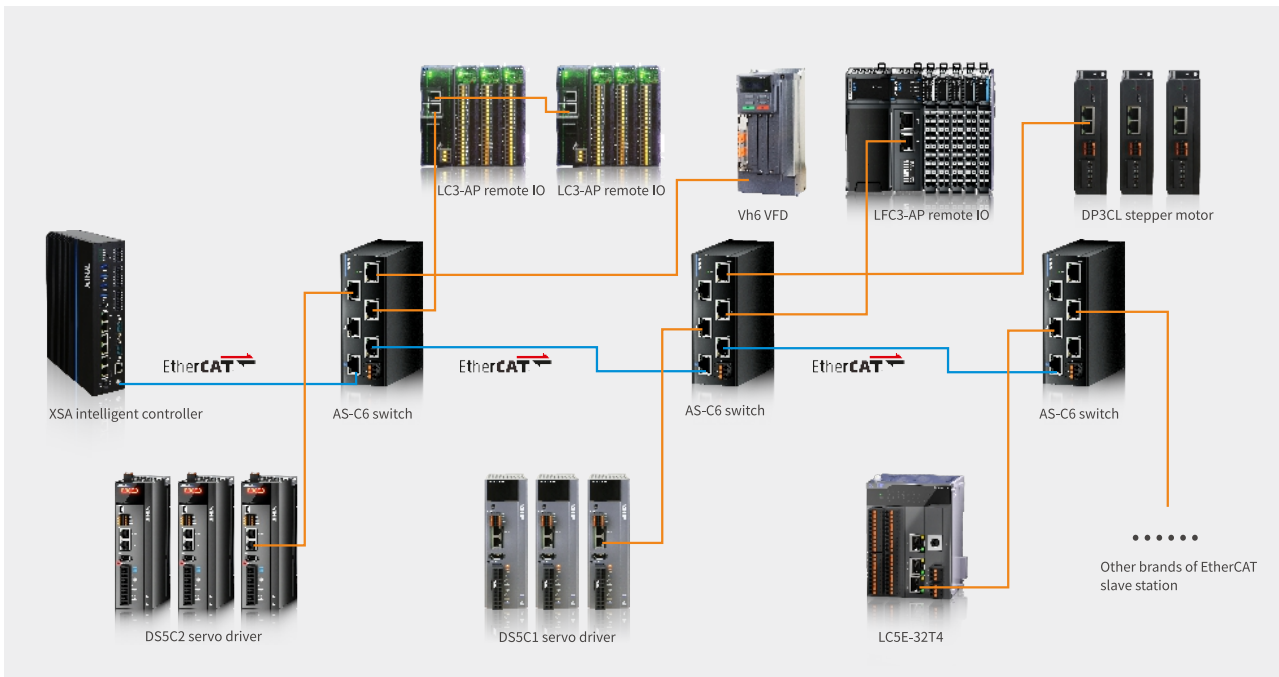 LC3-AP remote IO
LC3-AP remote IO
Vh6 VFD
LFC3-AP remote IO
DP3CL stepper motor
EtherCAT
EtherCAT
EtherCAT
XSA intelligent controller
AS-C6 switch
AS-C6 switch
AS-C6 switch
Other brands of EtherCAT
slave station
DS5C2 servo driver
DS5C1 servo driver
LC5E-32T4